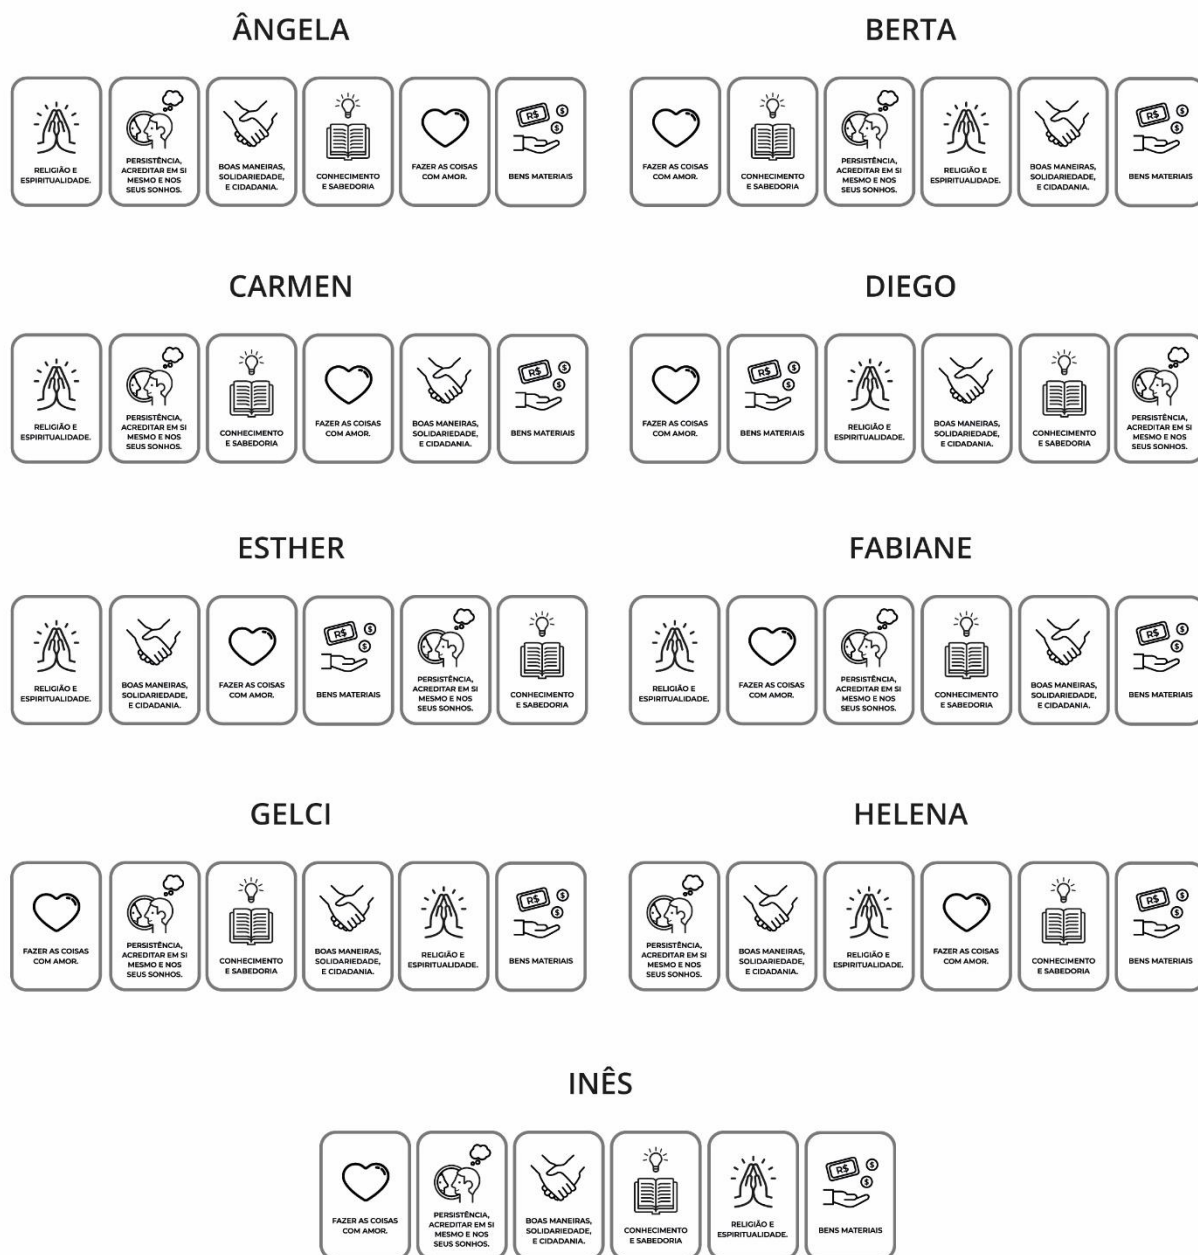 ÂNGELA
RELIGIÃO E
ESPIRITUALIDADE.
PERSISTÊNCIA,
ACREDITAR EM SI
MESMO E NOS
SEUS SONHOS.
BOAS MANEIRAS,
SOLIDARIEDADE,
E CIDADANIA.
CONHECIMENTO
E SABEDORIA
FAZER AS COISAS
COM AMOR.
R$
$
$
BENS MATERIAIS
BERTA
FAZER AS COISAS
COM AMOR.
CONHECIMENTO
E SABEDORIA
PERSISTÊNCIA,
ACREDITAR EM SI
MESMO E NOS
SEUS SONHOS.
RELIGIÃO E
ESPIRITUALIDADE.
BOAS MANEIRAS,
SOLIDARIEDADE,
E CIDADANIA.
R$
$
$
BENS MATERIAIS
CARMEN
RELIGIÃO E
ESPIRITUALIDADE.
PERSISTÊNCIA,
ACREDITAR EM SI
MESMO E NOS
SEUS SONHOS.
CONHECIMENTO
E SABEDORIA
FAZER AS COISAS
COM AMOR.
BOAS MANEIRAS,
SOLIDARIEDADE,
E CIDADANIA.
R$
$
$
BENS MATERIAIS
DIEGO
FAZER AS COISAS
COM AMOR.
R$
$
$
BENS MATERIAIS
RELIGIÃO E
ESPIRITUALIDADE.
BOAS MANEIRAS,
SOLIDARIEDADE,
E CIDADANIA.
CONHECIMENTO
E SABEDORIA
PERSISTÊNCIA,
ACREDITAR EM SI
MESMO E NOS
SEUS SONHOS.
ESTHER
RELIGIÃO E
ESPIRITUALIDADE.
BOAS MANEIRAS,
SOLIDARIEDADE,
E CIDADANIA.
FAZER AS COISAS
COM AMOR.
R$
$
$
BENS MATERIAIS
PERSISTÊNCIA,
ACREDITAR EM SI
MESMO E NOS
SEUS SONHOS.
CONHECIMENTO
E SABEDORIA
FABIANE
RELIGIÃO E
ESPIRITUALIDADE.
FAZER AS COISAS
COM AMOR.
PERSISTÊNCIA,
ACREDITAR EM SI
MESMO E NOS
SEUS SONHOS.
CONHECIMENTO
E SABEDORIA
BOAS MANEIRAS,
SOLIDARIEDADE,
E CIDADANIA.
R$
$
$
BENS MATERIAIS
GELCI
FAZER AS COISAS
COM AMOR.
PERSISTÊNCIA,
ACREDITAR EM SI
MESMO E NOS
SEUS SONHOS.
CONHECIMENTO
E SABEDORIA
BOAS MANEIRAS,
SOLIDARIEDADE,
E CIDADANIA.
RELIGIÃO E
ESPIRITUALIDADE.
R$
$
$
BENS MATERIAIS
HELENA
PERSISTÊNCIA,
ACREDITAR EM SI
MESMO E NOS
SEUS SONHOS.
BOAS MANEIRAS,
SOLIDARIEDADE,
E CIDADANIA.
RELIGIÃO E
ESPIRITUALIDADE.
FAZER AS COISAS
COM AMOR.
CONHECIMENTO
E SABEDORIA
R$
$
$
BENS MATERIAIS
INÊS
FAZER AS COISAS
COM AMOR.
PERSISTÊNCIA,
ACREDITAR EM SI
MESMO E NOS
SEUS SONHOS.
BOAS MANEIRAS,
SOLIDARIEDADE,
E CIDADANIA.
CONHECIMENTO
E SABEDORIA
RELIGIÃO E
ESPIRITUALIDADE.
R$
$
$
BENS MATERIAIS